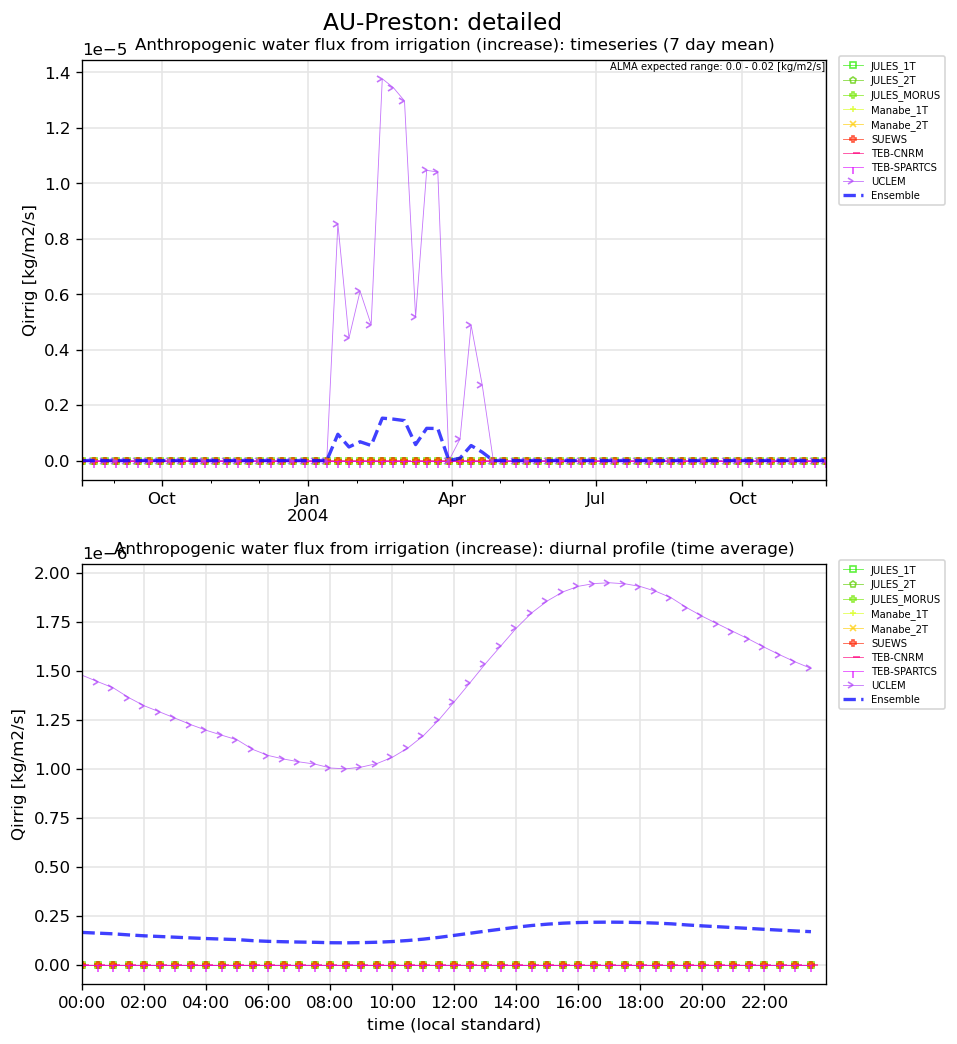 AU-Preston: detailed
1e−5
Anthropogenic water flux from irrigation (increase): timeseries (7 day mean)
ALMA expected range: 0.0 - 0.02 [kg/m2/s]
Qirrig [kg/m2/s]
1.4
1.2
1.0
0.8
0.6
0.4
0.2
0.0
Oct
Jan
2004
Apr
Jul
Oct
JULES_1T
JULES_2T
JULES_MORUS
Manabe_1T
Manabe_2T
SUEWS
TEB-CNRM
TEB-SPARTCS
UCLEM
Ensemble
1e−6
Anthropogenic water flux from irrigation (increase): diurnal profile (time average)
Qirrig [kg/m2/s]
2.00
1.75
1.50
1.25
1.00
0.75
0.50
0.25
0.00
00:00
02:00
04:00
06:00
08:00
10:00
12:00
14:00
16:00
18:00
20:00
22:00
time (local standard)
JULES_1T
JULES_2T
JULES_MORUS
Manabe_1T
Manabe_2T
SUEWS
TEB-CNRM
TEB-SPARTCS
UCLEM
Ensemble